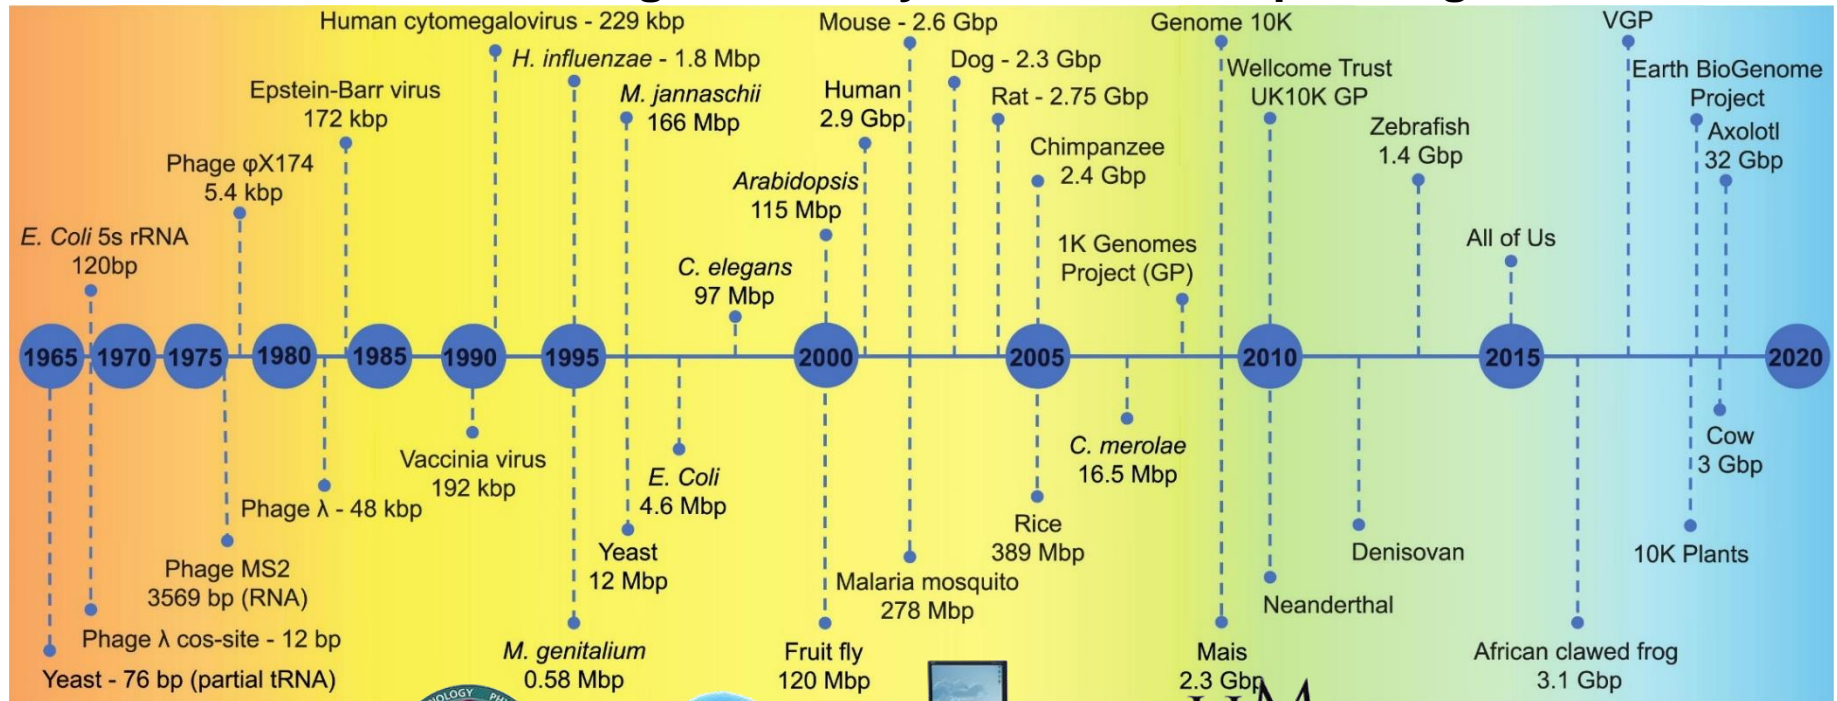 Human cytomegalovirus - 229 kbp
Mouse - 2.6 Gbp
Genome 10K
VGP
H. influenzae - 1.8 Mbp
Dog - 2.3 Gbp
Wellcome Trust
UK10K GP
Earth BioGenome
Project
Epstein-Barr virus
172 kbp
M. jannaschii
166 Mbp
Human
2.9 Gbp
Rat - 2.75 Gbp
Zebrafish
1.4 Gbp
Axolotl
32 Gbp
Phage φX174
5.4 kbp
Chimpanzee
2.4 Gbp
Arabidopsis
115 Mbp
E. Coli 5s rRNA
120bp
1K Genomes
Project (GP)
All of Us
C. elegans
97 Mbp
1965
1970
1975
1980
1985
1990
1995
2000
2005
2010
2015
2020
Vaccinia virus
192 kbp
C. merolae
16.5 Mbp
Cow
3 Gbp
E. Coli
4.6 Mbp
Phage λ - 48 kbp
Rice
389 Mbp
Yeast
12 Mbp
Denisovan
10K Plants
Phage MS2
3569 bp (RNA)
Malaria mosquito
278 Mbp
Neanderthal
Phage λ cos-site - 12 bp
M. genitalium
0.58 Mbp
Fruit fly
120 Mbp
Mais
2.3 Gbp
African clawed frog
3.1 Gbp
Yeast - 76 bp (partial tRNA)